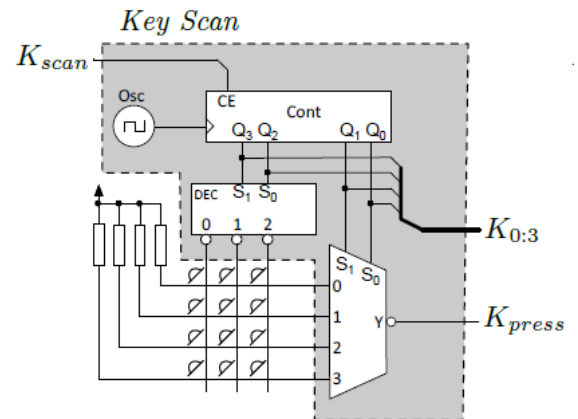 Key Scan
K_scan
Osc
CE
Cont
Q3 Q2 Q1 Q0
DEC S1 S0
0 1 2
K_0:3
S1 S0
0
1
Y
K_press
2
3